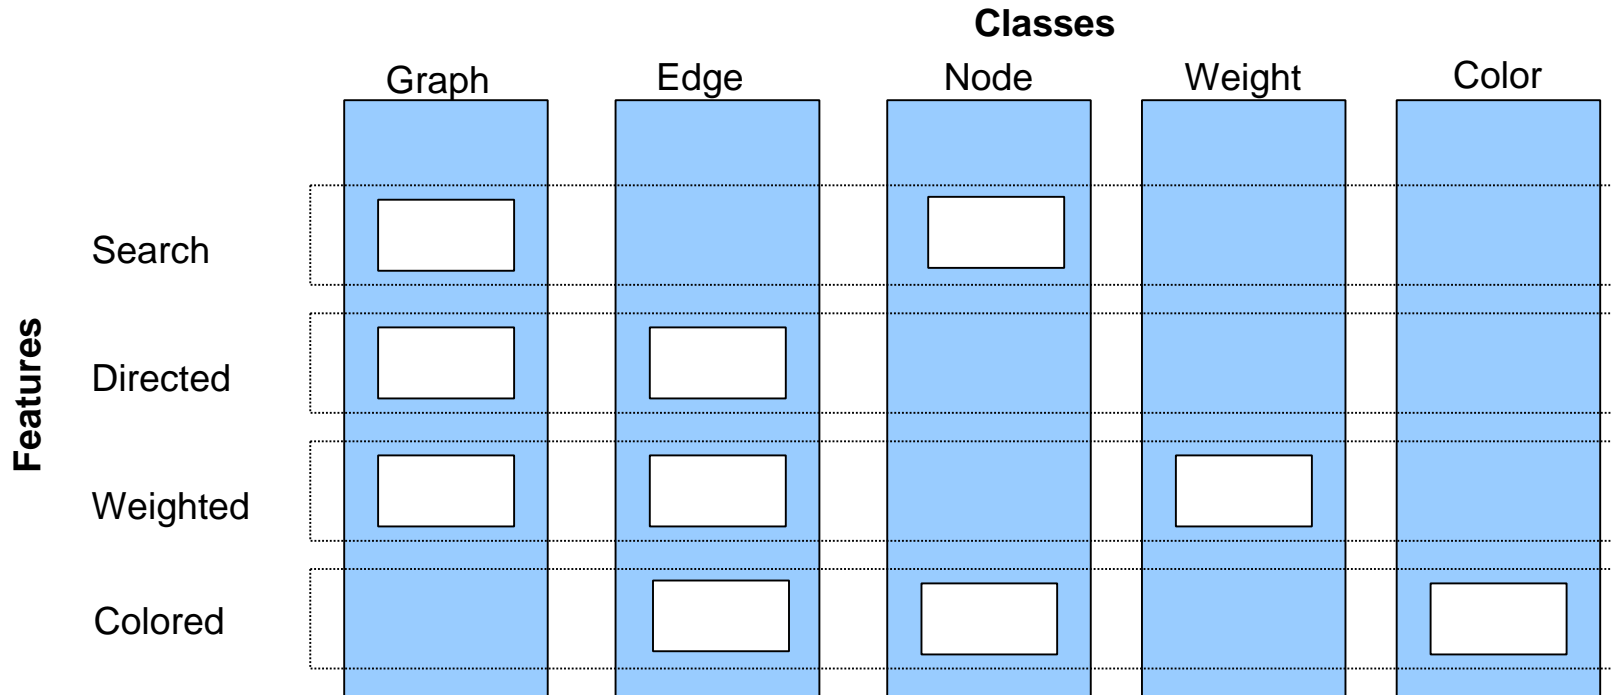 Classes
Graph Edge Node Weight Color
Features
Search
Directed
Weighted
Colored